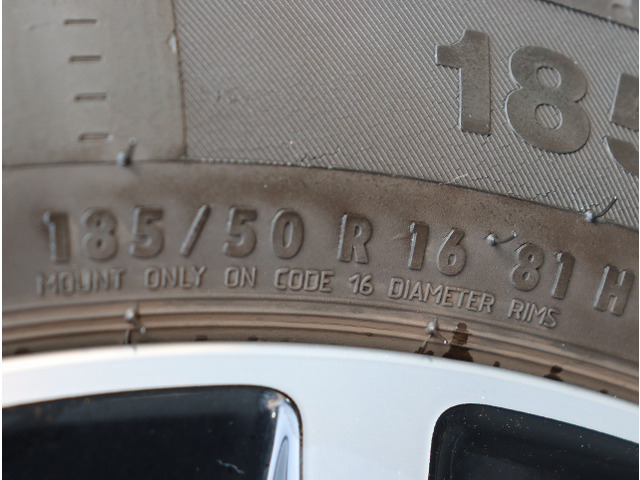 185
185/50 R 16 81 H
MOUNT ONLY ON CODE 16 DIAMETER RIMS